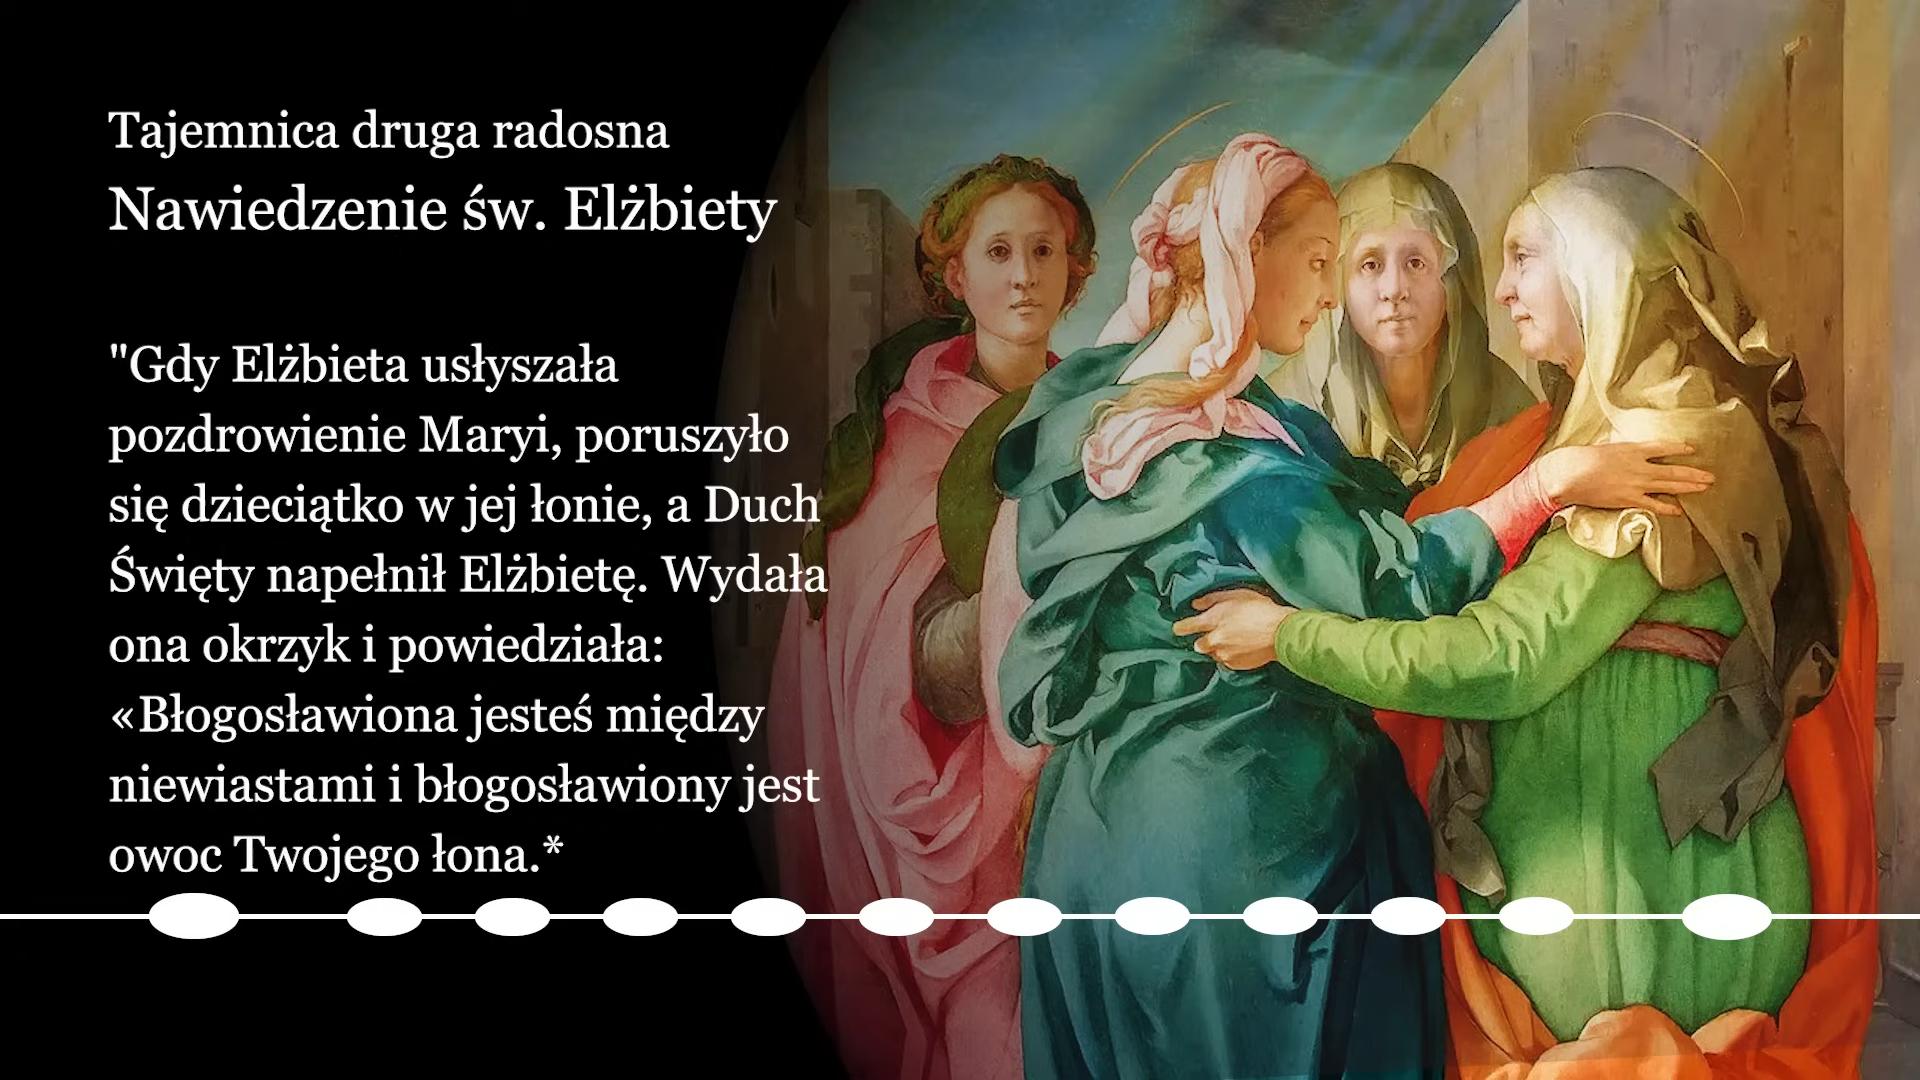 Tajemnica druga radosna
Nawiedzenie św. Elżbiety
"Gdy Elżbieta usłyszała
pozdrowienie Maryi, poruszyło
się dzieciątko w jej łonie, a Duch
Święty napełnił Elżbietę. Wydała
ona okrzyk i powiedziała:
«Błogosławiona jesteś między
niewiastami i błogosławiony jest
owoc Twojego łona.*